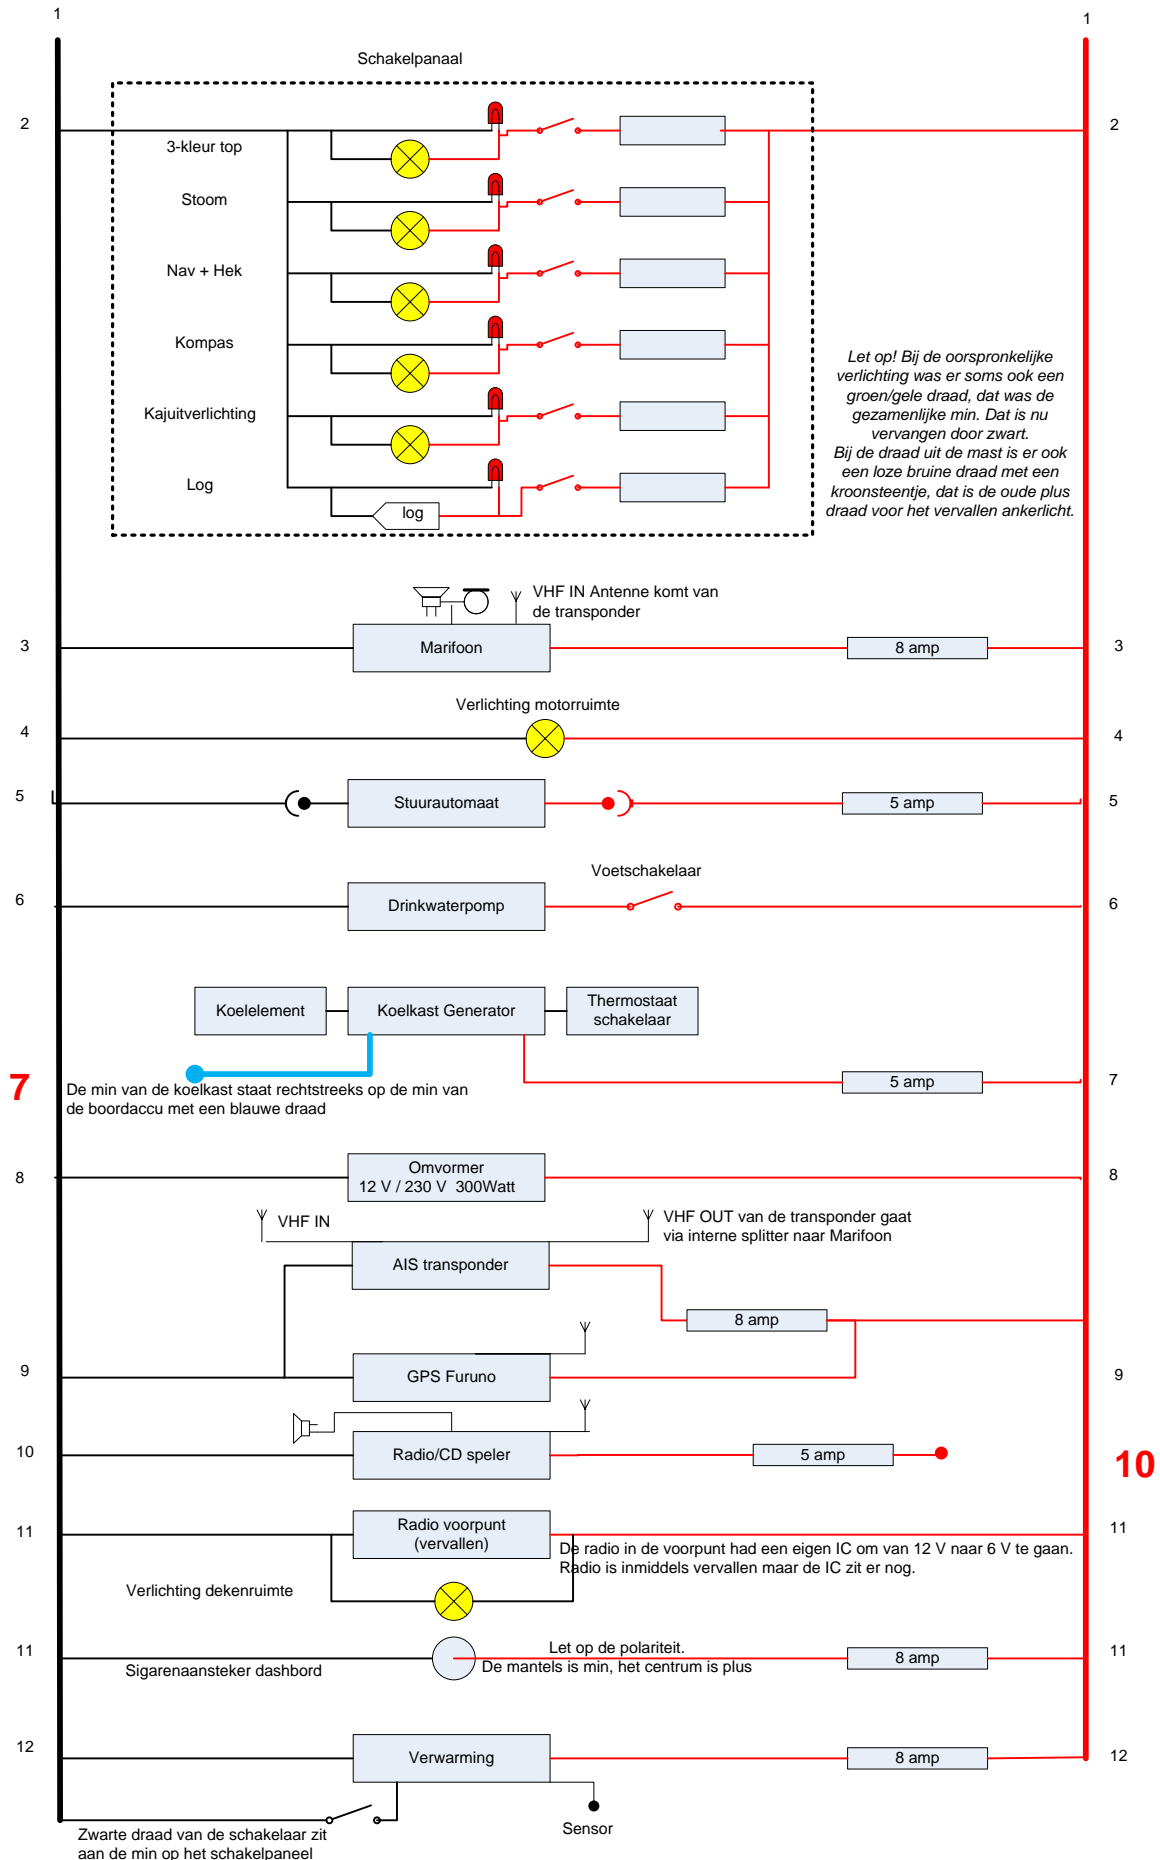 1
1
Schakelpanaal
2
2
3-kleur top
Stoom
Nav + Hek
Kompas
Kajuitverlichting
Log
log
Let op! Bij de oorspronkelijke
verlichting was er soms ook een
groen/gele draad, dat was de
gezamenlijke min. Dat is nu
vervangen door zwart.
Bij de draad uit de mast is er ook
een loze bruine draad met een
kroonsteentje, dat is de oude plus
draad voor het vervallen ankerlicht.
VHF IN Antenne komt van
de transponder
3
Marifoon
8 amp
3
Verlichting motorruimte
4
4
5
Stuurautomaat
5 amp
5
Voetschakelaar
6
Drinkwaterpomp
6
Koelelement
Koelkast Generator
Thermostaat
schakelaar
7
De min van de koelkast staat rechtstreeks op de min van
de boordaccu met een blauwe draad
5 amp
7
8
Omvormer
12 V / 230 V 300Watt
8
VHF IN
VHF OUT van de transponder gaat
via interne splitter naar Marifoon
AIS transponder
8 amp
9
GPS Furuno
9
10
Radio/CD speler
5 amp
10
11
Radio voorpunt
(vervallen)
11
De radio in de voorpunt had een eigen IC om van 12 V naar 6 V te gaan.
Radio is inmiddels vervallen maar de IC zit er nog.
Verlichting dekenruimte
11
Sigarenaansteker dashbord
Let op de polariteit.
De mantels is min, het centrum is plus
8 amp
11
12
Verwarming
8 amp
12
Sensor
Zwarte draad van de schakelaar zit
aan de min op het schakelpaneel